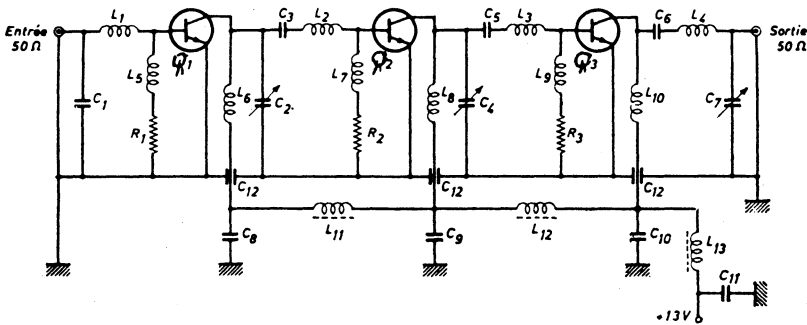 L1 C3 L2 C5 L3 C6 L4
Entrée
50 Ω
Q1 Q2 Q3
Sortie
50 Ω
L5 L6 C2 L7 L8 C4 L9 L10 C7
C1
R1 R2 R3
C12 C12 C12
L11 L12
C8 C9 C10 L13
C11
+13V